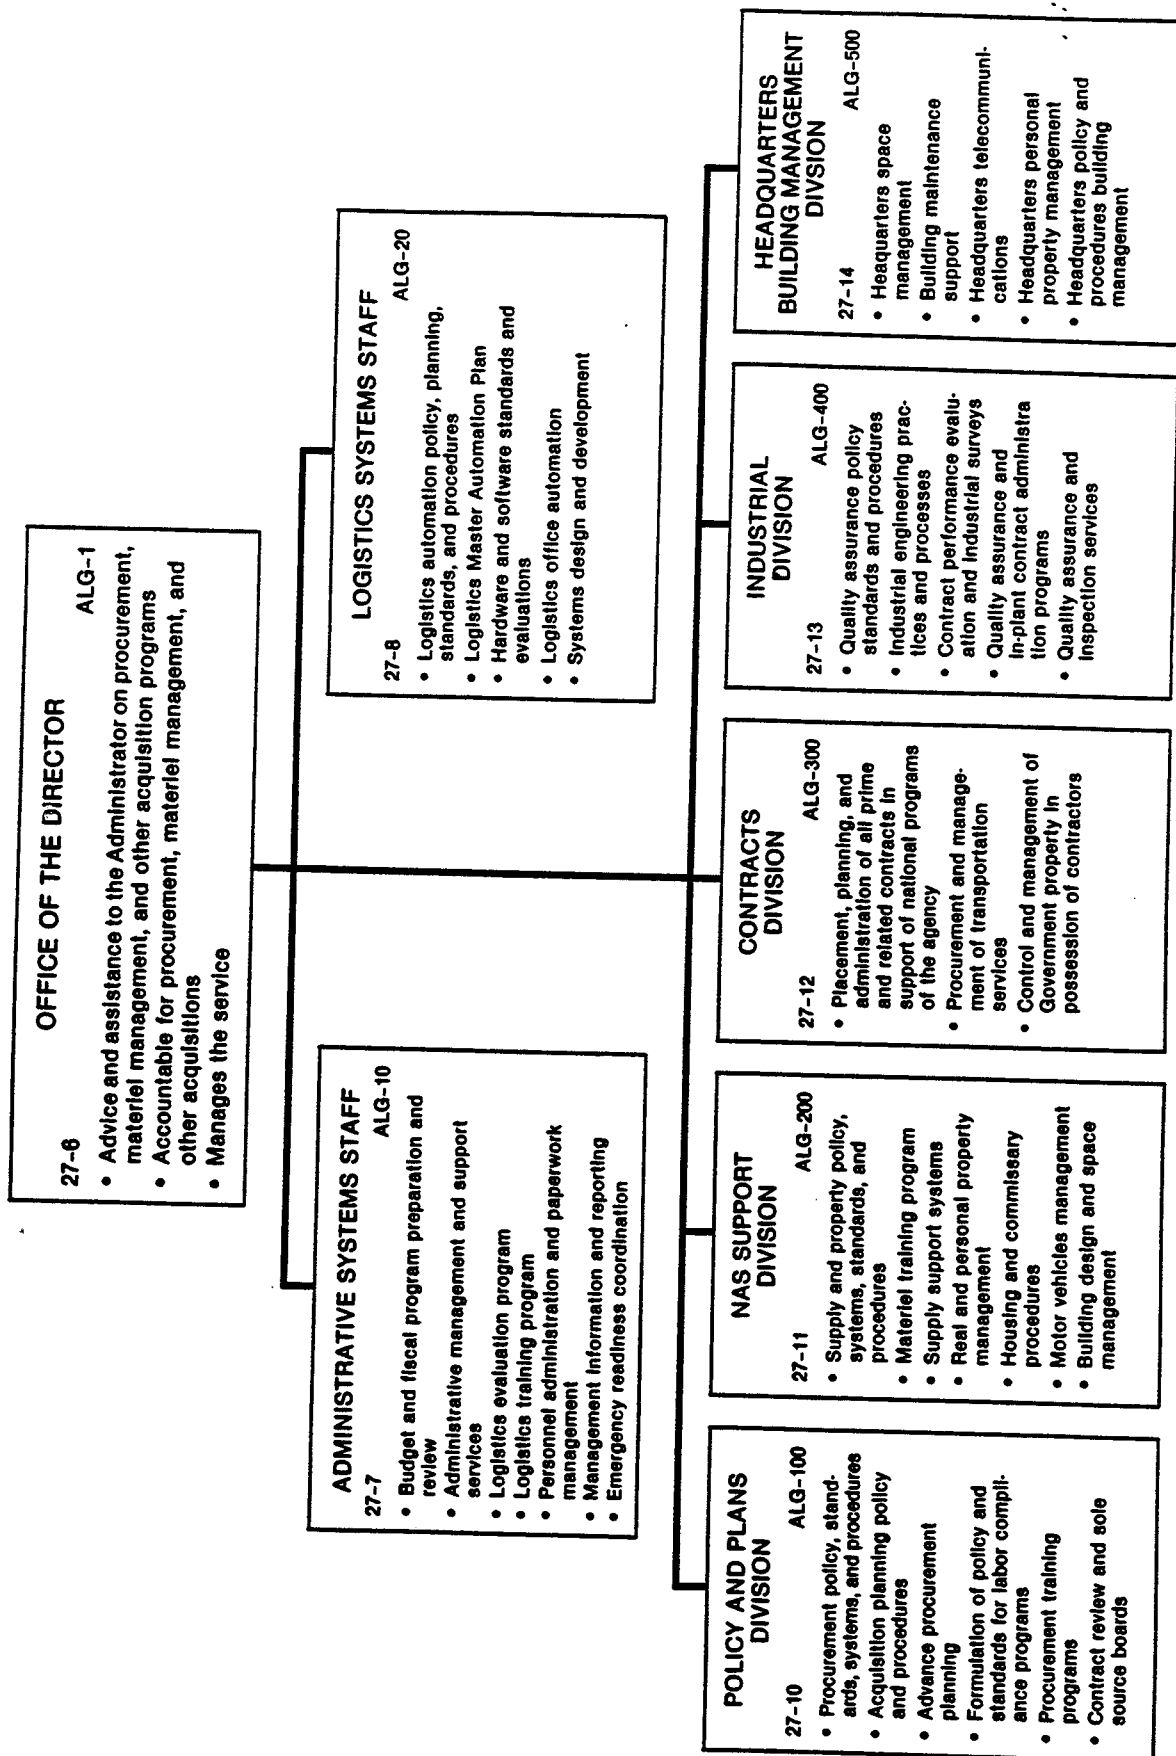 OFFICE OF THE DIRECTOR
27-6 ALG-1
• Advice and assistance to the Administrator on procurement,
materiel management, and other acquisition programs
• Accountable for procurement, materiel management, and
other acquisitions
• Manages the service
ADMINISTRATIVE SYSTEMS STAFF
27-7 ALG-10
• Budget and fiscal program preparation and
review
• Administrative management and support
services
• Logistics evaluation program
• Logistics training program
• Personnel administration and paperwork
management
• Management information and reporting
• Emergency readiness coordination
LOGISTICS SYSTEMS STAFF
27-8 ALG-20
• Logistics automation policy, planning,
standards, and procedures
• Logistics Master Automation Plan
• Hardware and software standards and
evaluations
• Logistics office automation
• Systems design and development
POLICY AND PLANS
DIVISION
27-10 ALG-100
• Procurement policy, stand-
ards, systems, and procedures
• Acquisition planning policy
and procedures
• Advance procurement
planning
• Formulation of policy and
standards for labor compli-
ance programs
• Procurement training
programs
• Contract review and sole
source boards
NAS SUPPORT
DIVISION
27-11 ALG-200
• Supply and property policy,
systems, standards, and
procedures
• Materiel training program
• Supply support systems
• Real and personal property
management
• Housing and commissary
procedures
• Motor vehicles management
• Building design and space
management
CONTRACTS
DIVISION
27-12 ALG-300
• Placement, planning, and
administration of all prime
and related contracts in
support of national programs
of the agency
• Procurement and manage-
ment of transportation
services
• Control and management of
Government property in
possession of contractors
INDUSTRIAL
DIVISION
27-13 ALG-400
• Quality assurance policy
standards and procedures
• Industrial engineering prac-
tices and processes
• Contract performance evalu-
ation and industrial surveys
• Quality assurance and
in-plant contract administra
tion programs
• Quality assurance and
inspection services
HEADQUARTERS
BUILDING MANAGEMENT
DIVSION
27-14 ALG-500
• Heaquarters space
management
• Building maintenance
support
• Headquarters telecommuni-
cations
• Headquarters personal
property management
• Headquarters policy and
procedures building
management